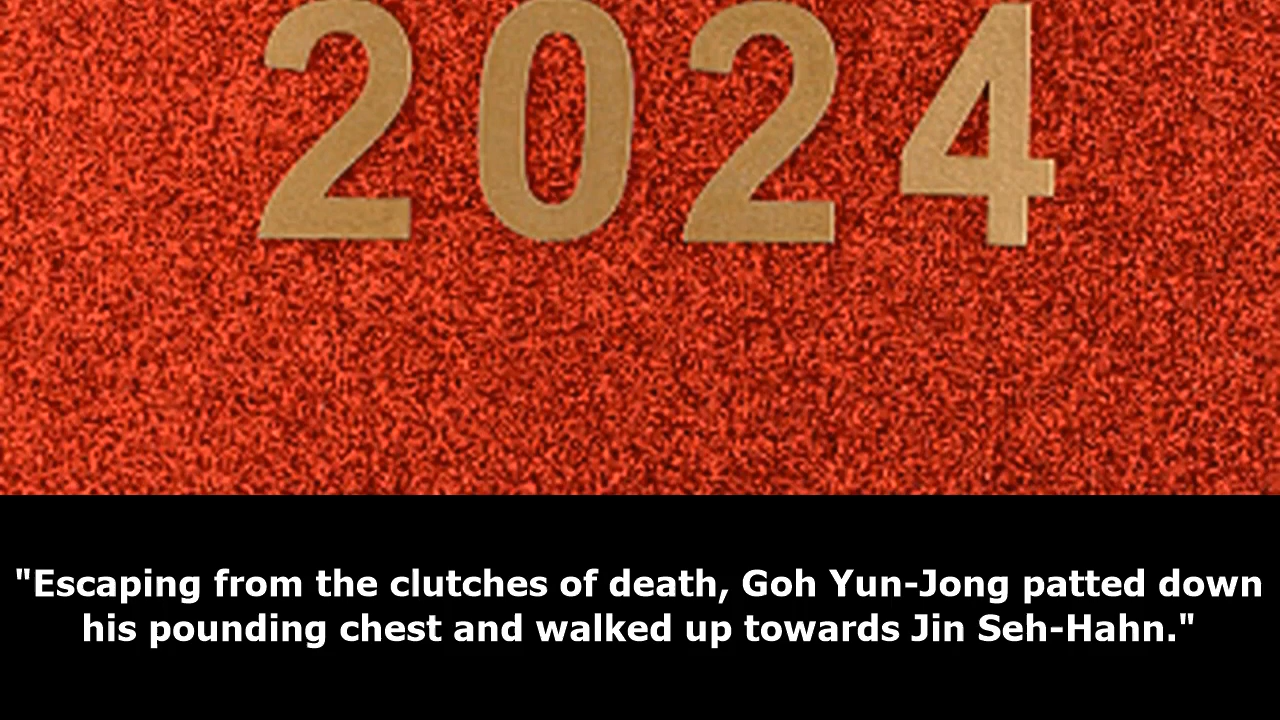 2024
"Escaping from the clutches of death, Goh Yun-Jong patted down
his pounding chest and walked up towards Jin Seh-Hahn."